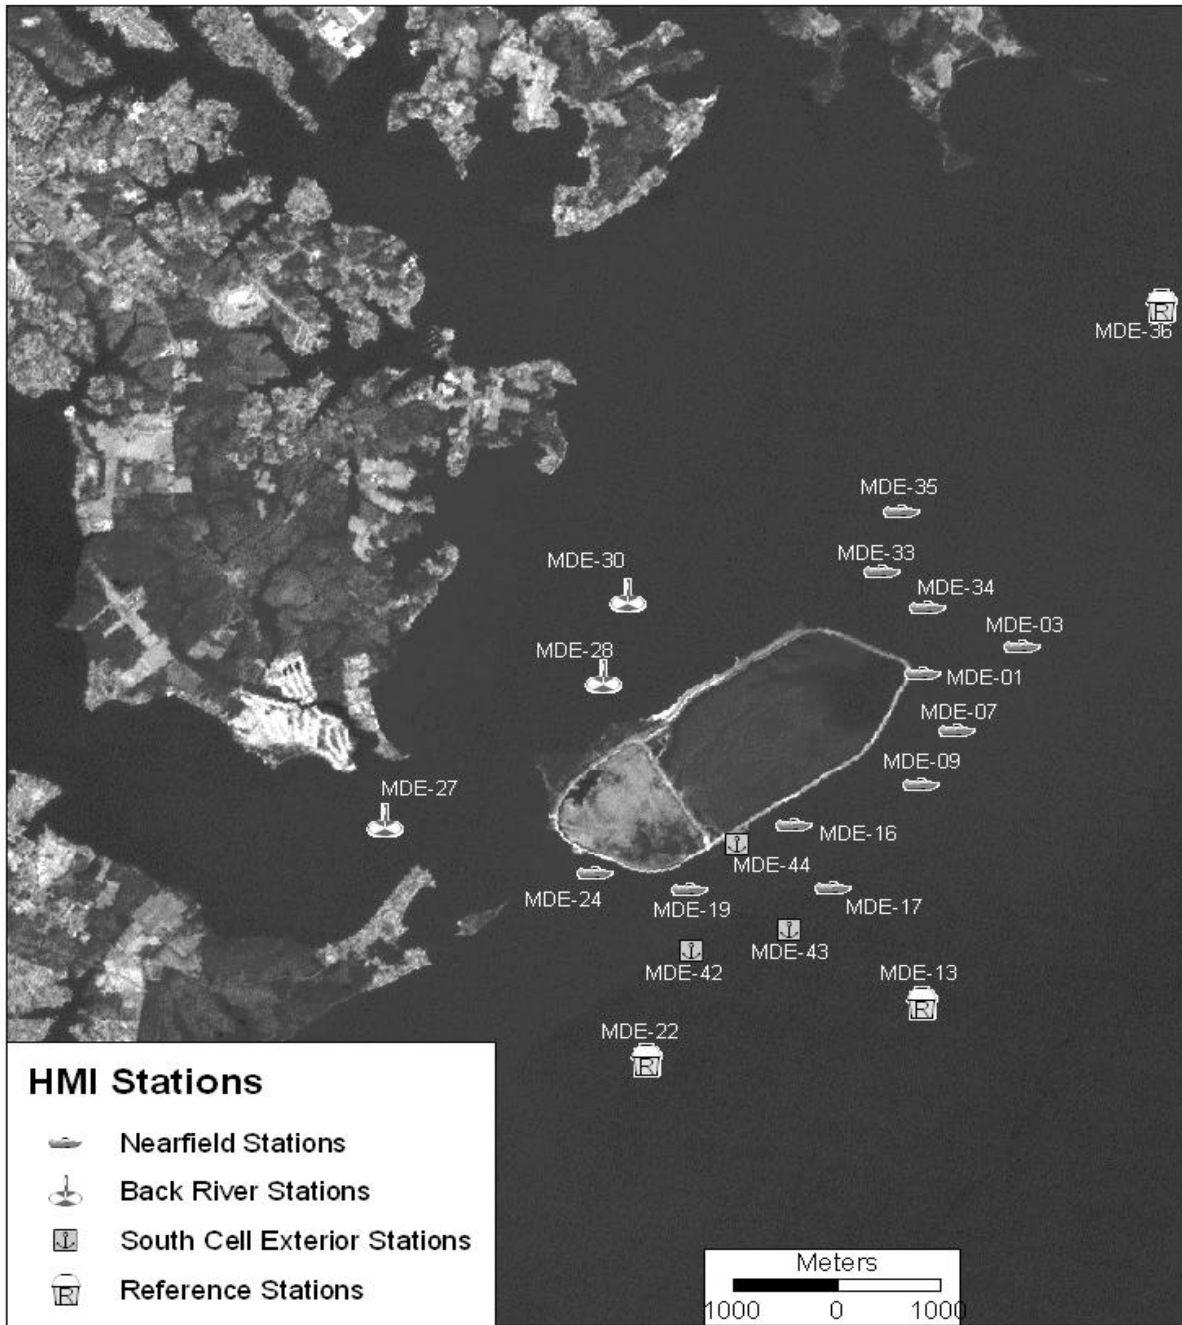 R
MDE-36
MDE-35
MDE-33
MDE-30
MDE-34
MDE-03
MDE-28
MDE-01
MDE-07
MDE-09
MDE-27
MDE-16
MDE-44
MDE-24
MDE-19
MDE-17
MDE-43
MDE-42
MDE-13
R
MDE-22
R
HMI Stations
Nearfield Stations
Back River Stations
South Cell Exterior Stations
R Reference Stations
Meters
1000 0 1000